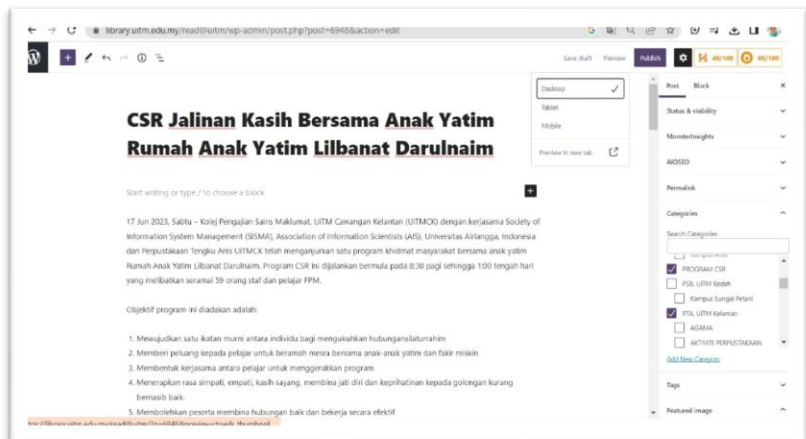 library.uitm.edu.my/read@uitm/wp-admin/post.php?post=6948&action=edit
Save draft Preview Publish 49/100 65/100
Desktop
Tablet
Mobile
Preview in new tab
Post Block
Status & visibility
MonsterInsights
AIOSEO
Permalink
Categories
Search Categories
PROGRAM CSR
PSB, UiTM Kedah
Kampus Sungai Petani
PTA, UiTM Kelantan
AGAMA
AKTIVITI PERPUSTAKAAN
Add New Category
Tags
Featured image
CSR Jalinan Kasih Bersama Anak Yatim
Rumah Anak Yatim Lilbanat Darulnaim
Start writing or type / to choose a block
17 Jun 2023, Sabtu – Kolej Pengajian Sains Maklumat, UiTM Cawangan Kelantan (UiTMCK) dengan kerjasama Society of
Information System Management (SISMA), Association of Information Scientists (AIS), Universitas Airlangga, Indonesia
dan Perpustakaan Tengku Anis UiTMCK telah menganjurkan satu program khidmat masyarakat bersama anak yatim
Rumah Anak Yatim Lilbanat Darulnaim. Program CSR ini dijalankan bermula pada 8:30 pagi sehingga 1:00 tengah hari
yang melibatkan seramai 59 orang staf dan pelajar FPM.
Objektif program ini diadakan adalah:
1. Mewujudkan satu ikatan murni antara individu bagi mengukuhkan hubungansilaturrahim
2. Memberi peluang kepada pelajar untuk beramah mesra bersama anak-anak yatim dan fakir miskin
3. Membentuk kerjasama antara pelajar untuk menggerakkan program
4. Menerapkan rasa simpati, empati, kasih sayang, membina jati diri dan keprihatinan kepada golongan kurang
bernasib baik.
5. Membolehkan peserta membina hubungan baik dan bekerja secara efektif